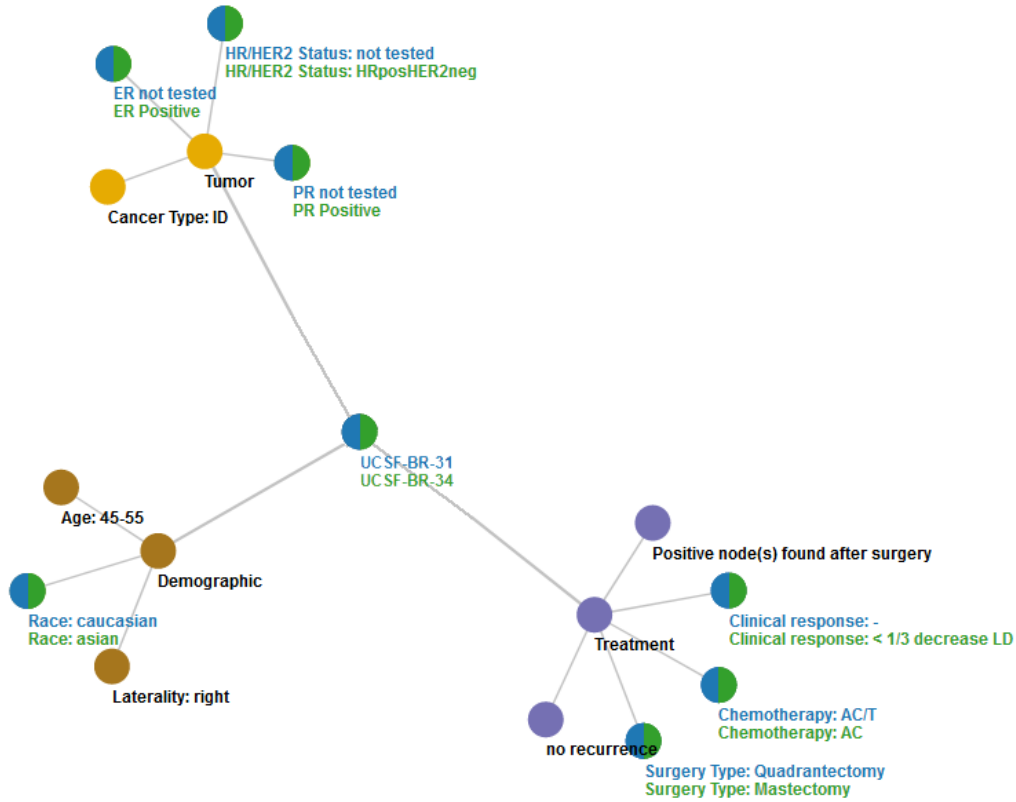 HR/HER2 Status: not tested
HR/HER2 Status: HRposHER2neg
ER not tested
ER Positive
Tumor
PR not tested
PR Positive
Cancer Type: ID
UCSF-BR-31
UCSF-BR-34
Age: 45-55
Demographic
Race: caucasian
Race: asian
Laterality: right
Positive node(s) found after surgery
Treatment
Clinical response: -
Clinical response: < 1/3 decrease LD
Chemotherapy: AC/T
Chemotherapy: AC
no recurrence
Surgery Type: Quadrantectomy
Surgery Type: Mastectomy